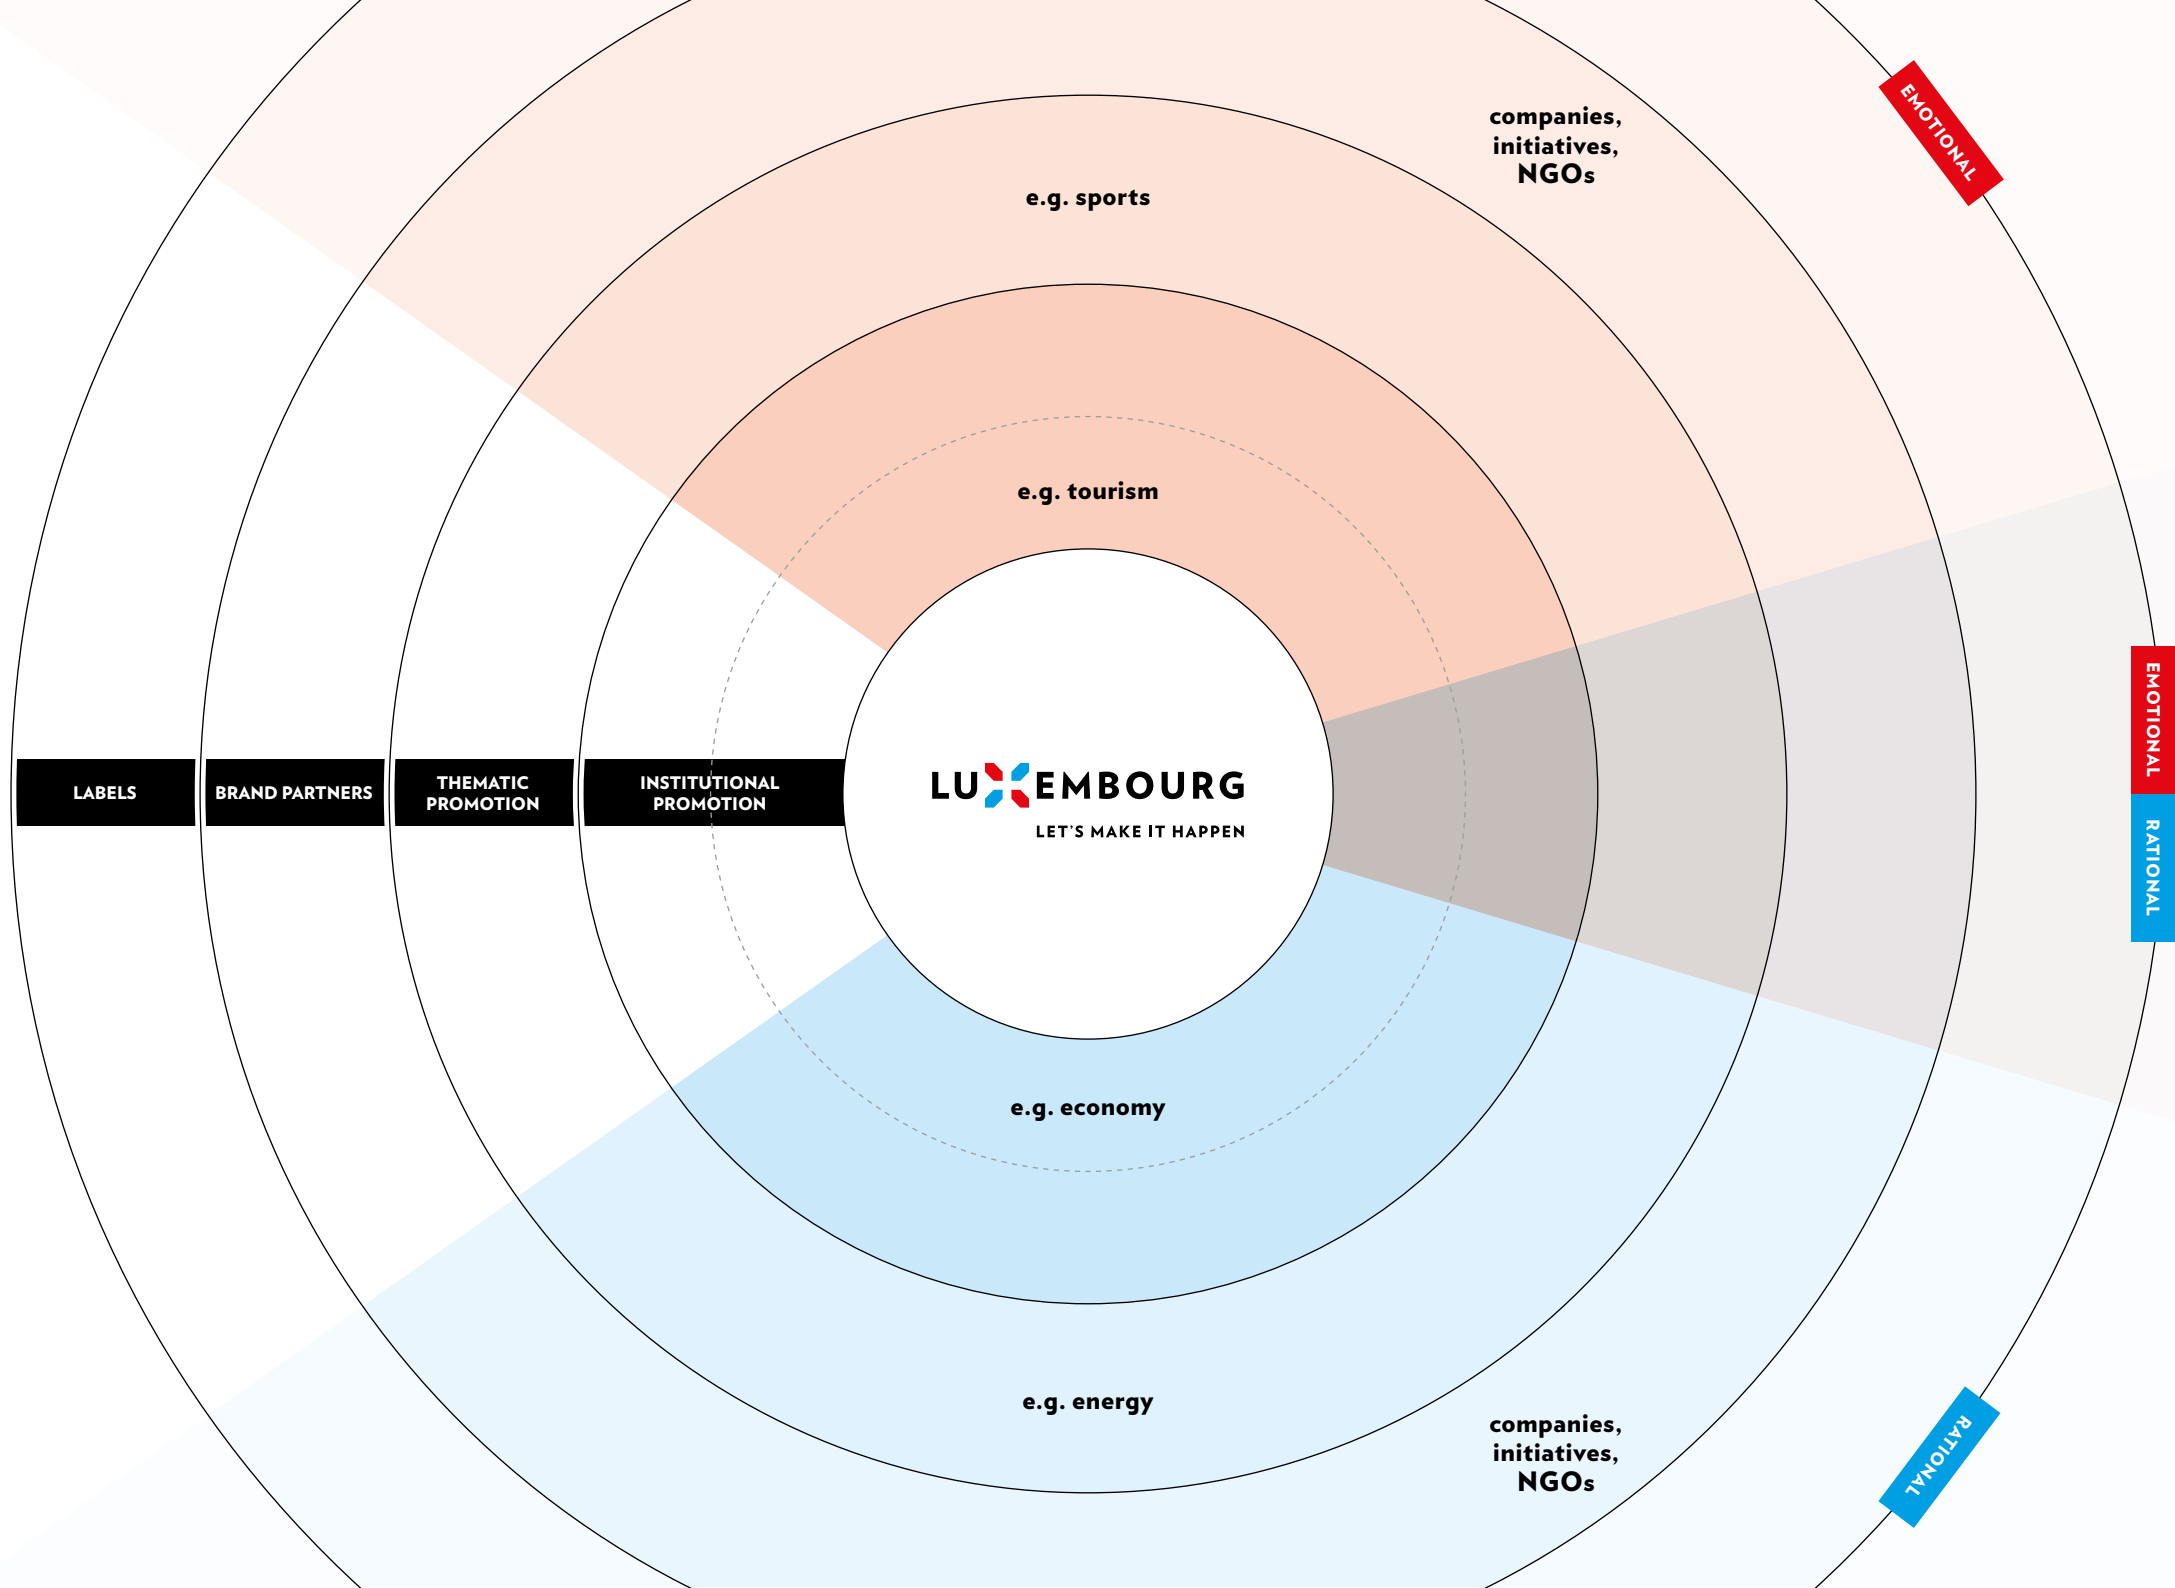 companies,
initiatives,
NGOs
EMOTIONAL
e.g. sports
e.g. tourism
EMOTIONAL
RATIONAL
LABELS
BRAND PARTNERS
THEMATIC
PROMOTION
INSTITUTIONAL
PROMOTION
LUXEMBOURG
LET'S MAKE IT HAPPEN
e.g. economy
e.g. energy
companies,
initiatives,
NGOs
RATIONAL